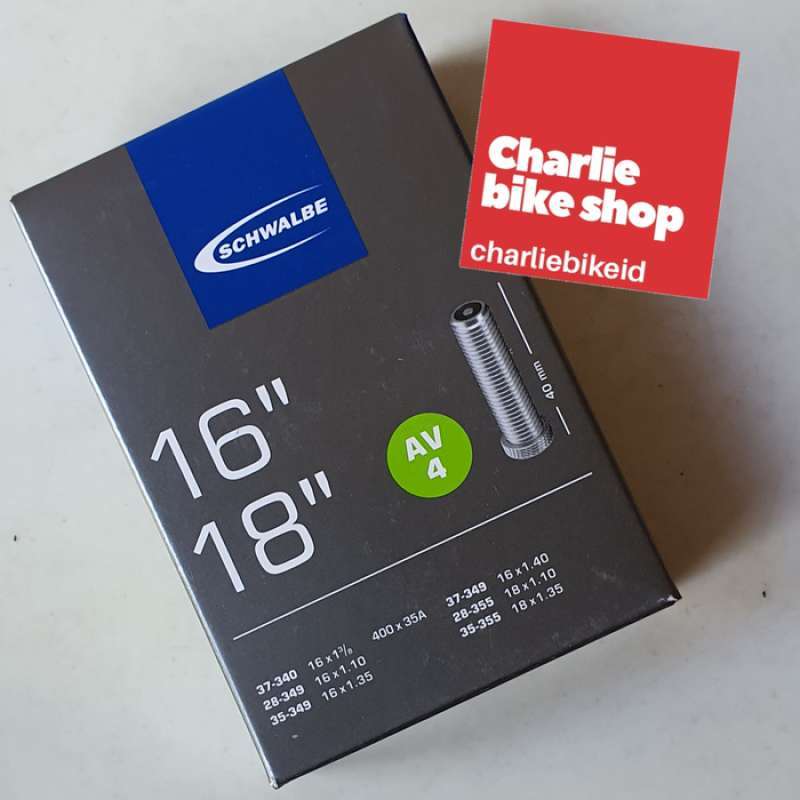 SCHWALBE
Charlie
bike shop
charliebikeid
40 mm
16"
18"
AV
4
37-340 16 x 1³/₈ 400 x 35A
28-349 16 x 1.10
35-349 16 x 1.35
37-349 16 x 1.40
28-355 18 x 1.10
35-355 18 x 1.35